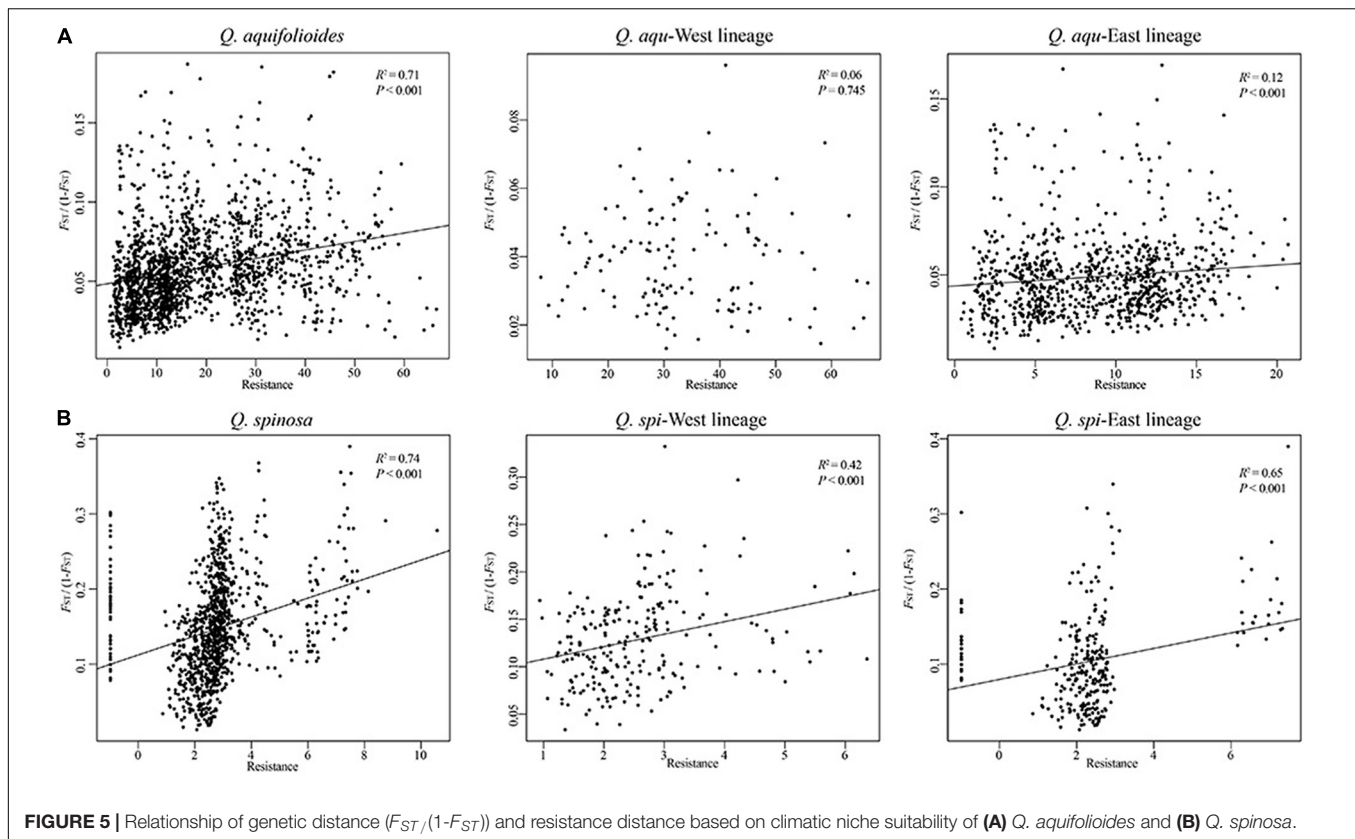 A
Q. aquifolioides
R² = 0.71
P < 0.001
FST / (1-FST)
0.15
0.10
0.05
0 10 20 30 40 50 60
Resistance
Q. aqu-West lineage
R² = 0.06
P = 0.745
FST / (1-FST)
0.08
0.06
0.04
0.02
10 20 30 40 50 60
Resistance
Q. aqu-East lineage
R² = 0.12
P < 0.001
FST / (1-FST)
0.15
0.10
0.05
0 5 10 15 20
Resistance
B
Q. spinosa
R² = 0.74
P < 0.001
FST / (1-FST)
0.4
0.3
0.2
0.1
0 2 4 6 8 10
Resistance
Q. spi-West lineage
R² = 0.42
P < 0.001
FST / (1-FST)
0.30
0.25
0.20
0.15
0.10
0.05
1 2 3 4 5 6
Resistance
Q. spi-East lineage
R² = 0.65
P < 0.001
FST / (1-FST)
0.4
0.3
0.2
0.1
0 2 4 6
Resistance
FIGURE 5 | Relationship of genetic distance (FST/(1-FST)) and resistance distance based on climatic niche suitability of (A) Q. aquifolioides and (B) Q. spinosa.